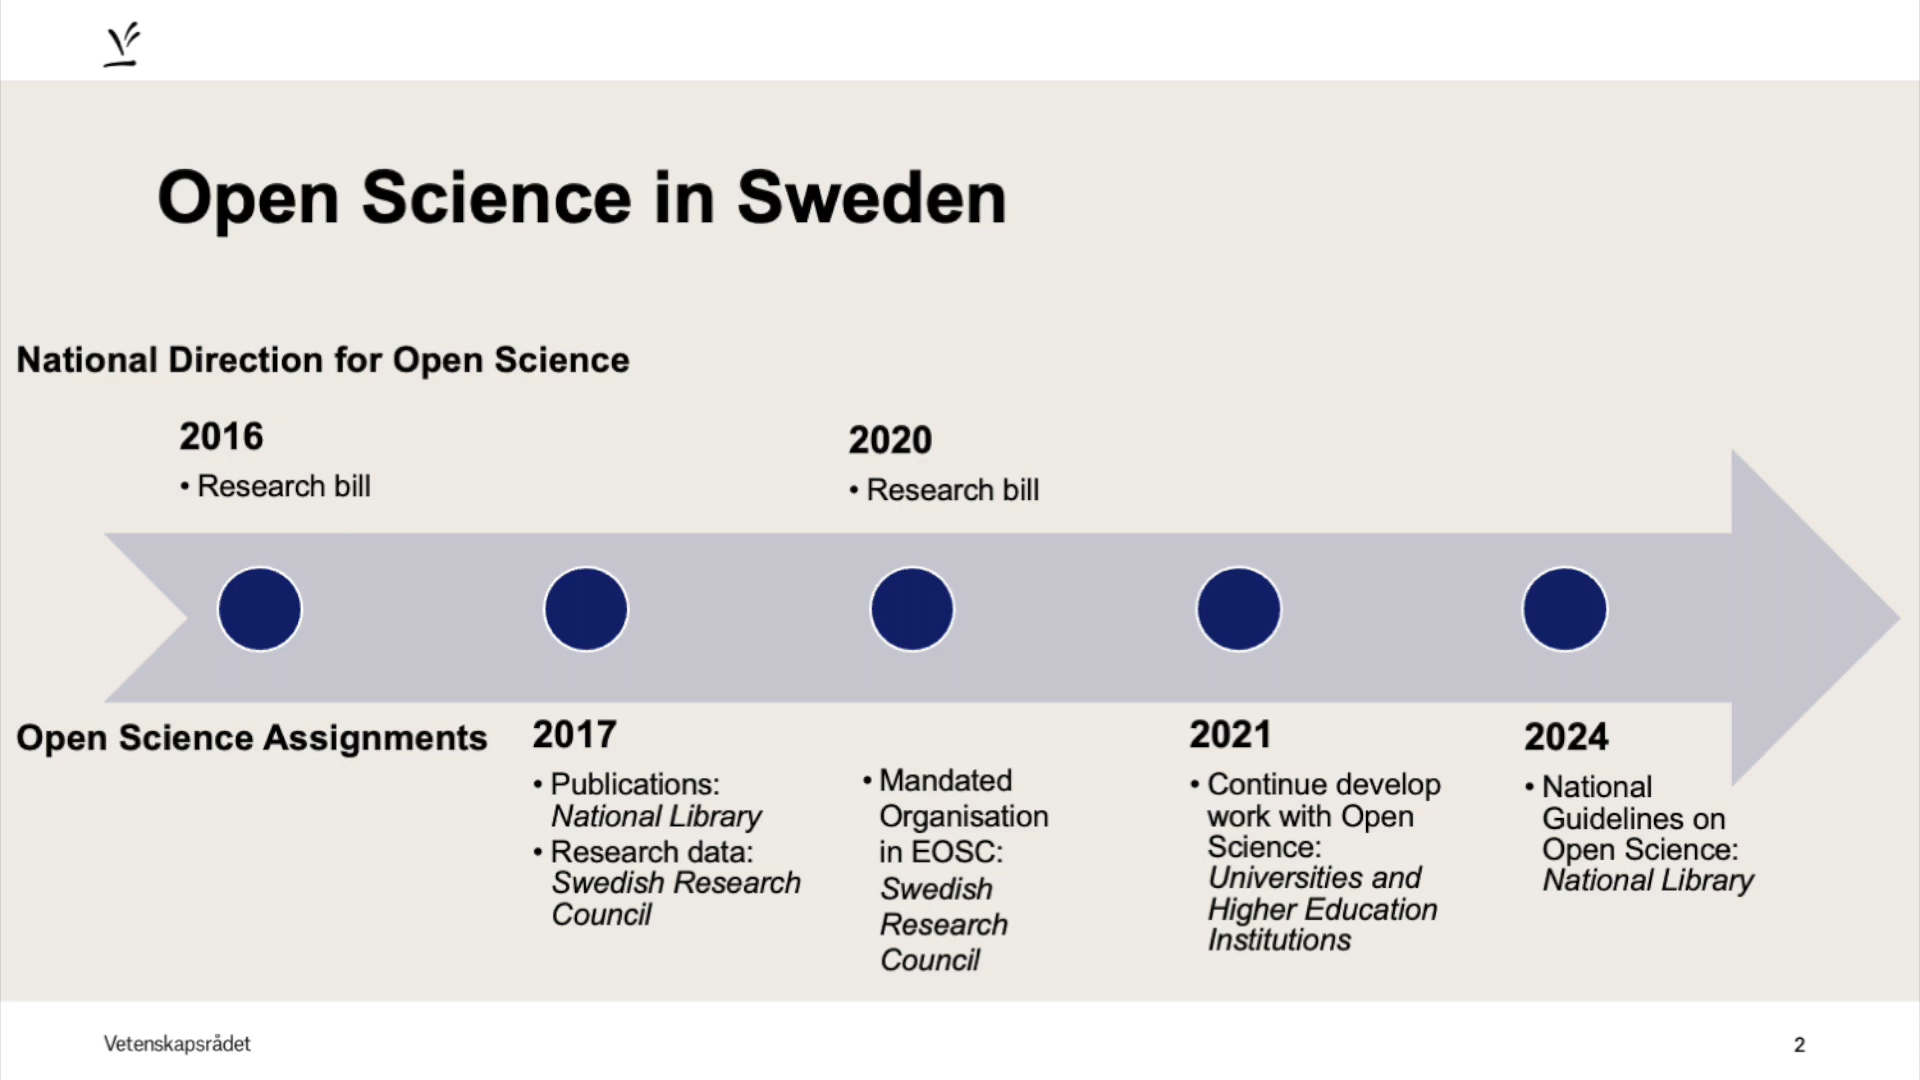 Open Science in Sweden
National Direction for Open Science
2016
• Research bill
2020
• Research bill
Open Science Assignments
2017
• Publications:
National Library
• Research data:
Swedish Research
Council
• Mandated
Organisation
in EOSC:
Swedish
Research
Council
2021
• Continue develop
work with Open
Science:
Universities and
Higher Education
Institutions
2024
• National
Guidelines on
Open Science:
National Library
Vetenskapsrådet
2